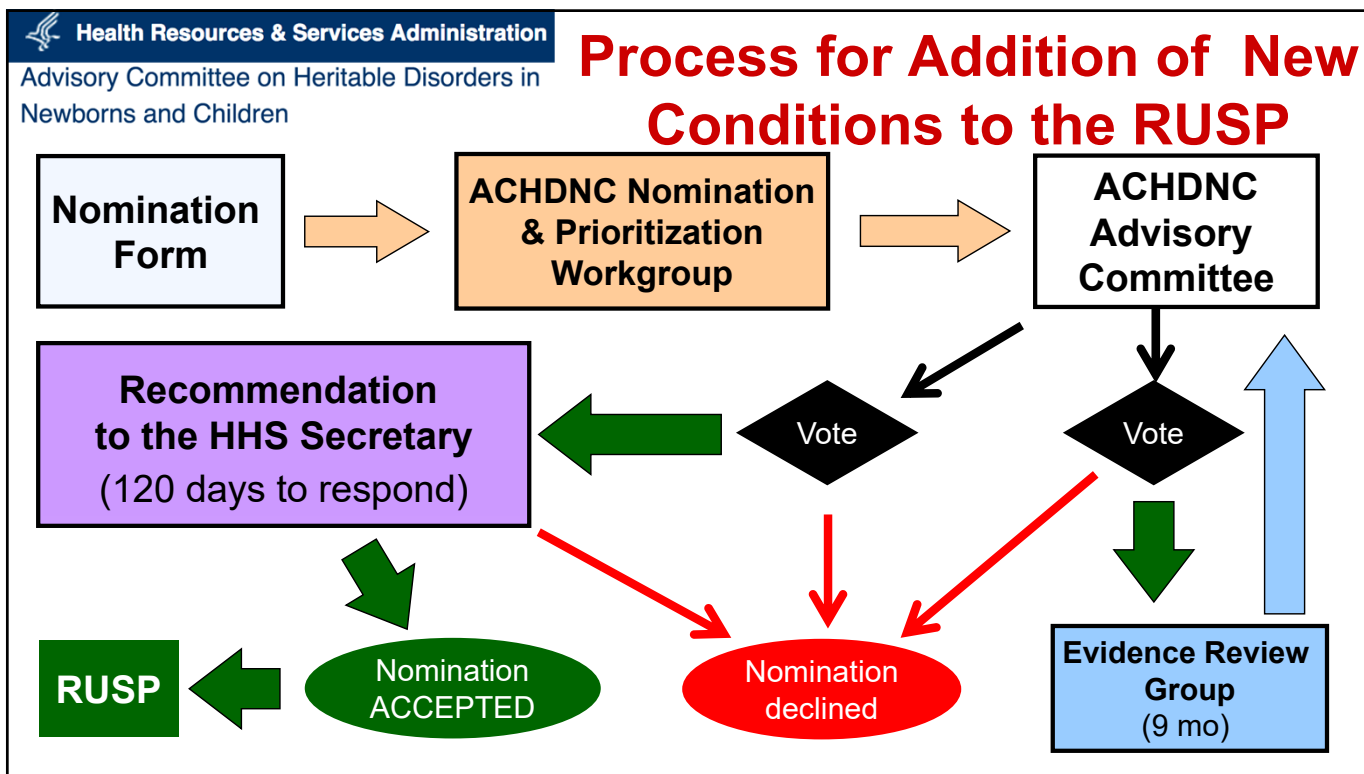 Health Resources & Services Administration
Advisory Committee on Heritable Disorders in
Newborns and Children
Process for Addition of New
Conditions to the RUSP
Nomination
Form
ACHDNC Nomination
& Prioritization
Workgroup
ACHDNC
Advisory
Committee
Recommendation
to the HHS Secretary
(120 days to respond)
Vote
Vote
RUSP
Nomination
ACCEPTED
Nomination
declined
Evidence Review
Group
(9 mo)